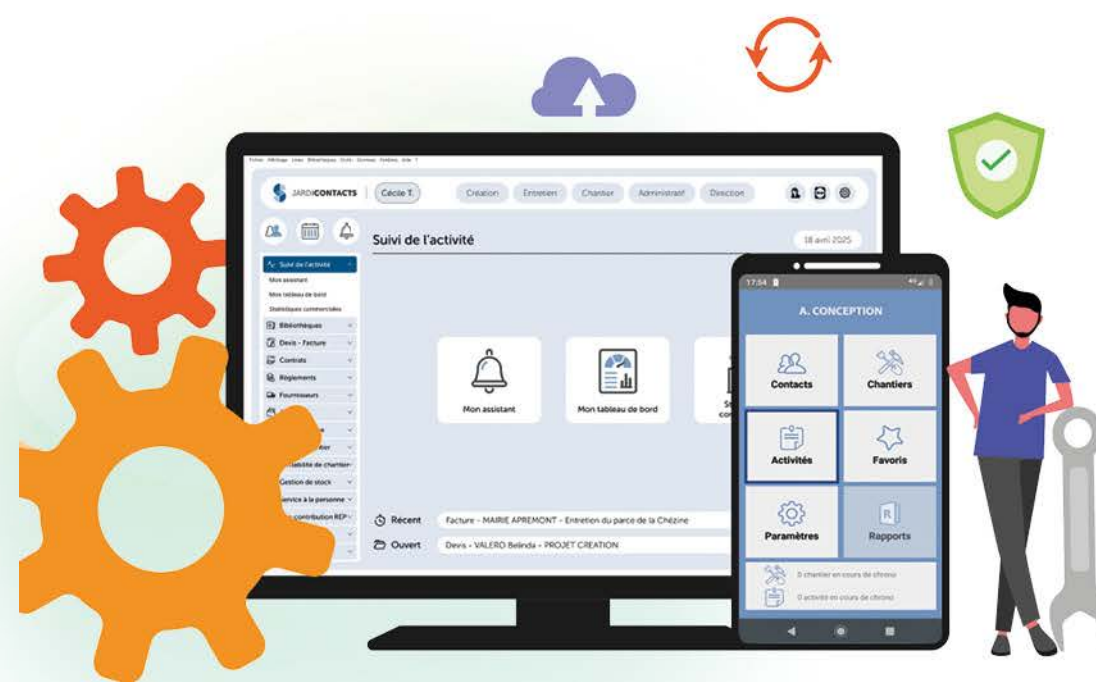 JARDICONTACTS
Cécile T.
Création
Entretien
Chantier
Administratif
Direction
Suivi de l'activité
18 avril 2025
Suivi de l'activité
Mon assistant
Mon tableau de bord
Statistiques commerciales
Bibliothèques
Devis - Facture
Contrats
Règlements
Fournisseurs
Gestion de stock
Service à la personne
contribution REP
Mon assistant
Mon tableau de bord
Récent
Facture - MAIRIE APREMONT - Entretien du parce de la Chézine
Ouvert
Devis - VALERO Belinda - PROJET CREATION
17:54
4G
A. CONCEPTION
Contacts
Chantiers
Activités
Favoris
Paramètres
Rapports
0 chantier en cours de chrono
0 activité en cours de chrono